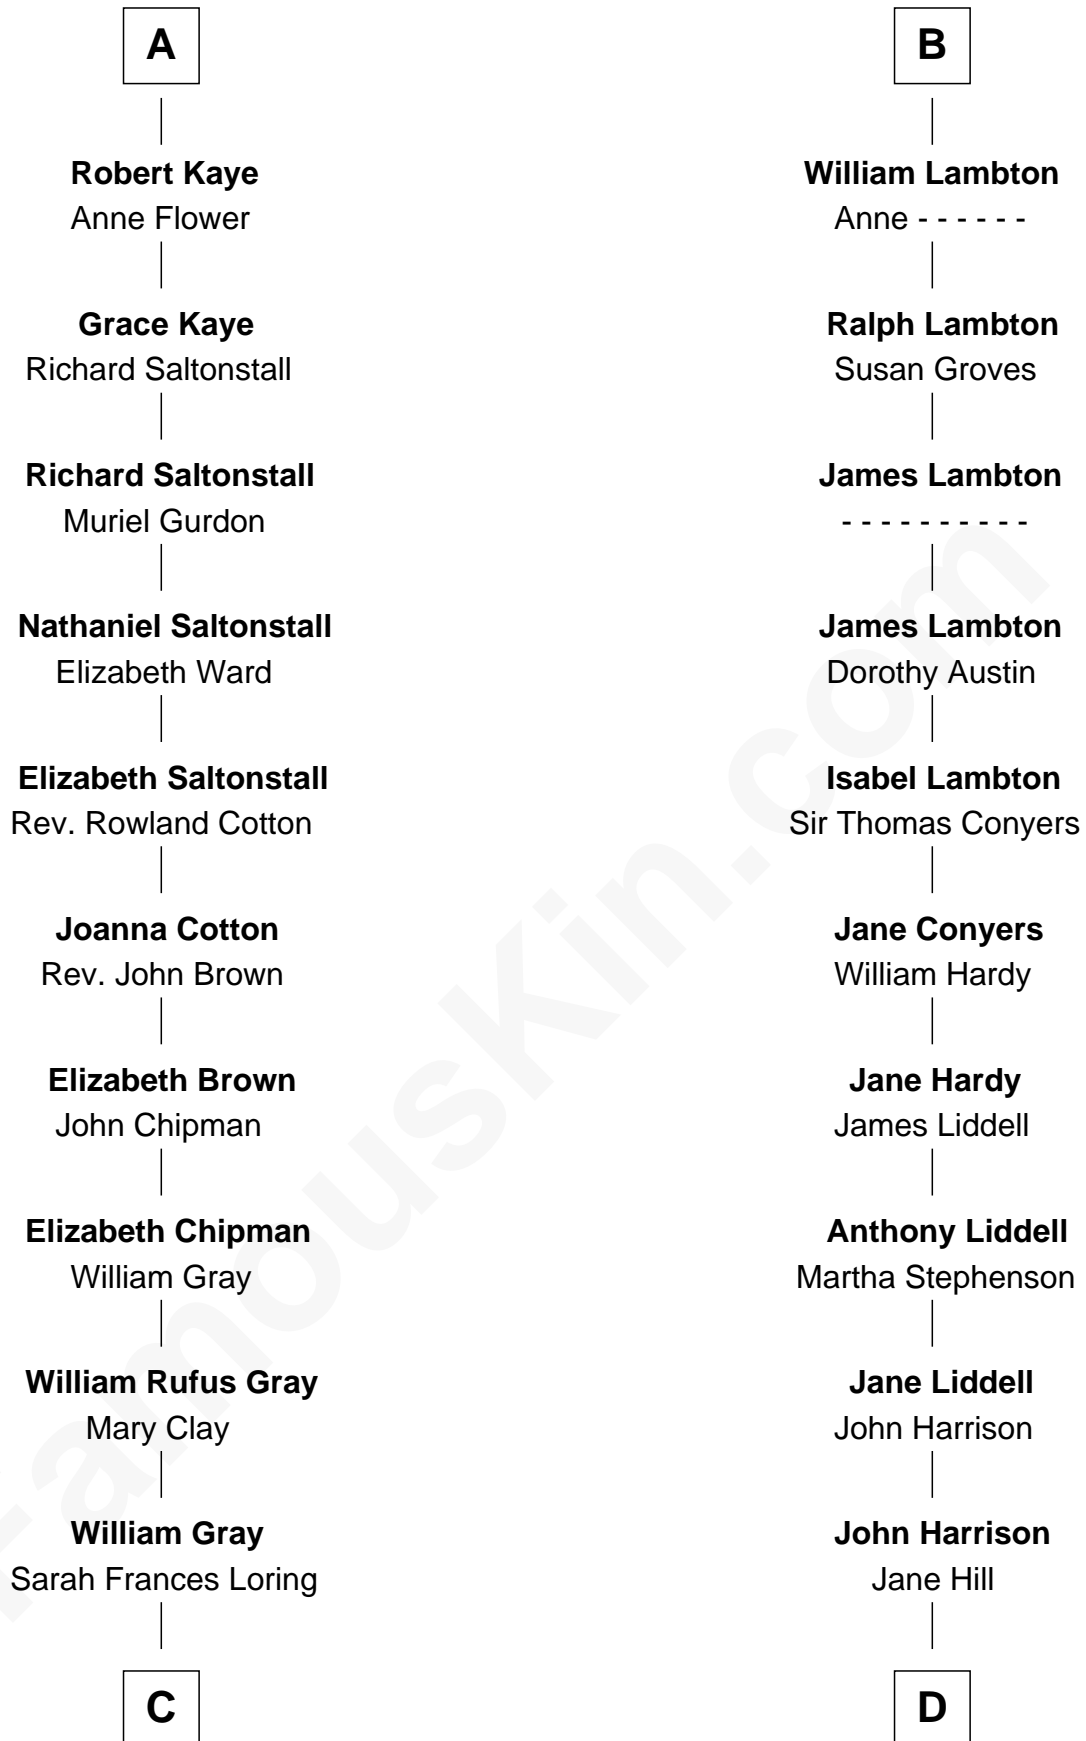 A
Robert Kaye
Anne Flower
Grace Kaye
Richard Saltonstall
Richard Saltonstall
Muriel Gurdon
Nathaniel Saltonstall
Elizabeth Ward
Elizabeth Saltonstall
Rev. Rowland Cotton
Joanna Cotton
Rev. John Brown
Elizabeth Brown
John Chipman
Elizabeth Chipman
William Gray
William Rufus Gray
Mary Clay
William Gray
Sarah Frances Loring
C
B
William Lambton
Anne - - - - - -
Ralph Lambton
Susan Groves
James Lambton
- - - - - - - - - -
James Lambton
Dorothy Austin
Isabel Lambton
Sir Thomas Conyers
Jane Conyers
William Hardy
Jane Hardy
James Liddell
Anthony Liddell
Martha Stephenson
Jane Liddell
John Harrison
John Harrison
Jane Hill
D
FamousKin.com